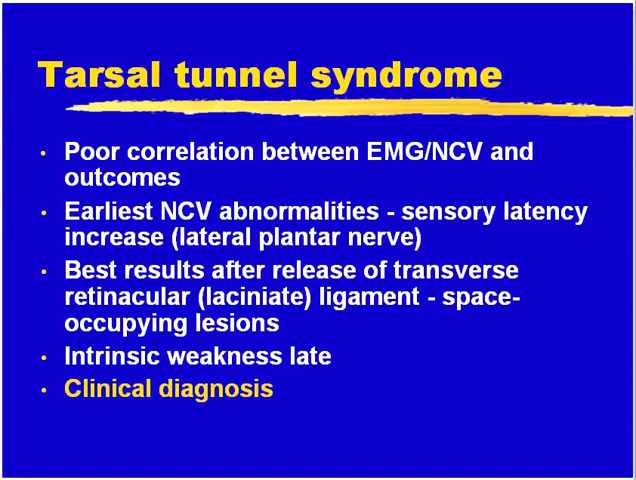 Tarsal tunnel syndrome
• Poor correlation between EMG/NCV and
outcomes
• Earliest NCV abnormalities - sensory latency
increase (lateral plantar nerve)
• Best results after release of transverse
retinacular (laciniate) ligament - space-
occupying lesions
• Intrinsic weakness late
• Clinical diagnosis